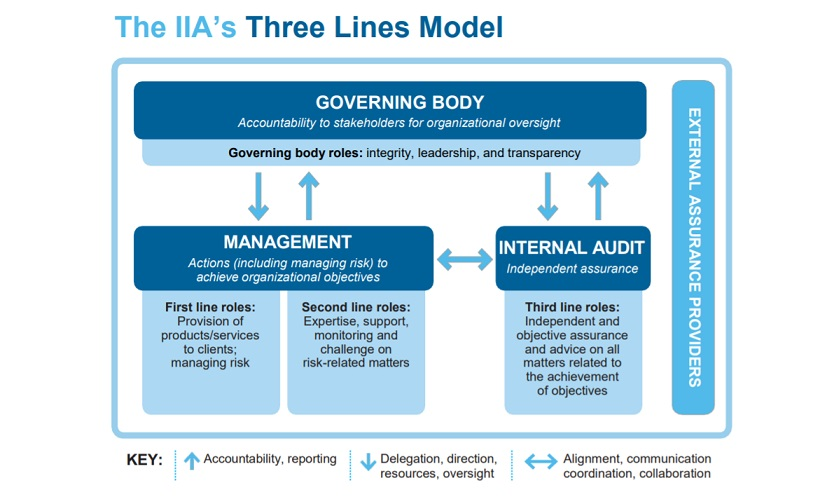 The IIA's Three Lines Model
GOVERNING BODY
Accountability to stakeholders for organizational oversight
Governing body roles: integrity, leadership, and transparency
MANAGEMENT
Actions (including managing risk) to
achieve organizational objectives
First line roles:
Provision of
products/services
to clients;
managing risk
Second line roles:
Expertise, support,
monitoring and
challenge on
risk-related matters
INTERNAL AUDIT
Independent assurance
Third line roles:
Independent and
objective assurance
and advice on all
matters related to
the achievement
of objectives
EXTERNAL ASSURANCE PROVIDERS
KEY:
Accountability, reporting
Delegation, direction,
resources, oversight
Alignment, communication
coordination, collaboration